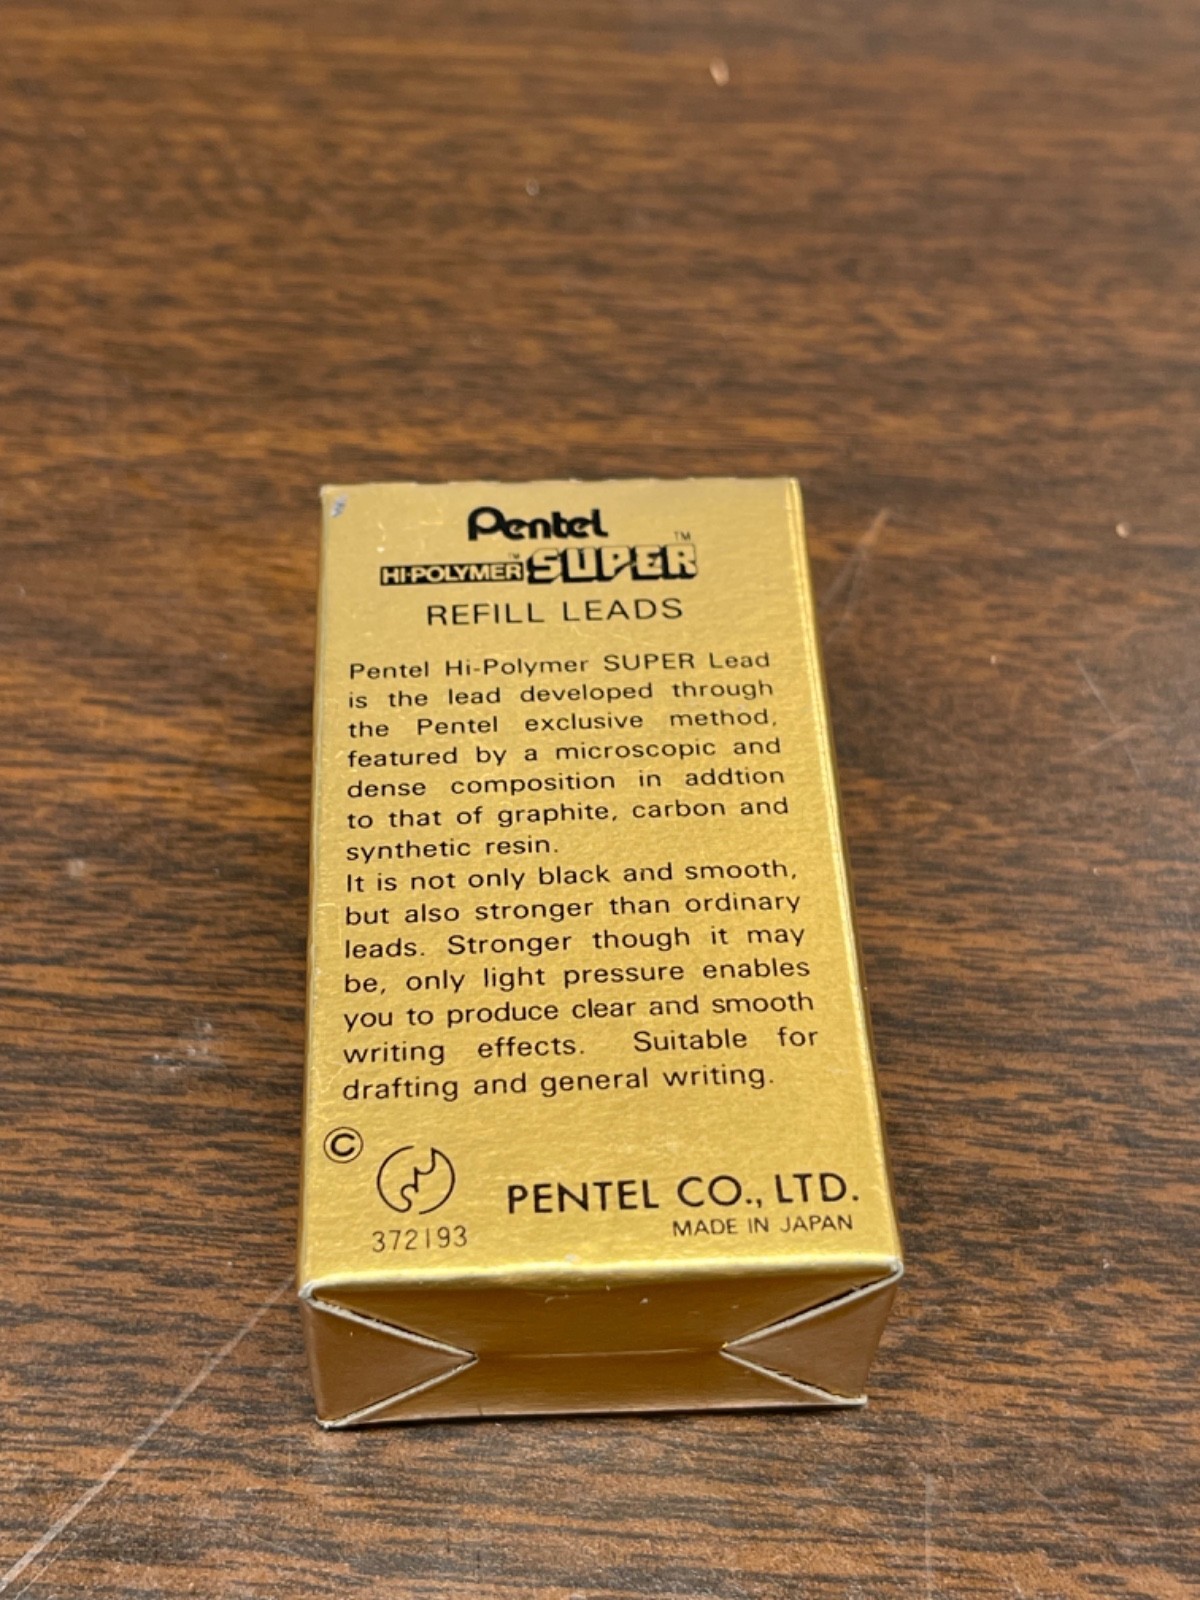 Pentel
HI-POLYMER™ SUPER™
REFILL LEADS
Pentel Hi-Polymer SUPER Lead
is the lead developed through
the Pentel exclusive method,
featured by a microscopic and
dense composition in addtion
to that of graphite, carbon and
synthetic resin.
It is not only black and smooth,
but also stronger than ordinary
leads. Stronger though it may
be, only light pressure enables
you to produce clear and smooth
writing effects. Suitable for
drafting and general writing.
©
372193
PENTEL CO., LTD.
MADE IN JAPAN